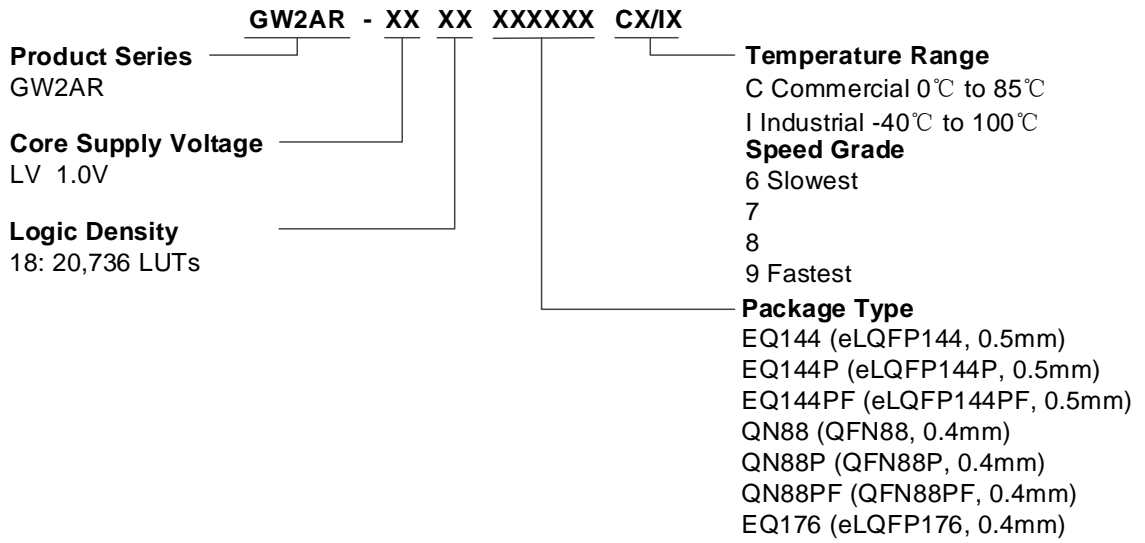 GW2AR - XX XX XXXXXX CX/IX
Product Series
GW2AR
Core Supply Voltage
LV 1.0V
Logic Density
18: 20,736 LUTs
Temperature Range
C Commercial 0℃ to 85℃
I Industrial -40℃ to 100℃
Speed Grade
6 Slowest
7
8
9 Fastest
Package Type
EQ144 (eLQFP144, 0.5mm)
EQ144P (eLQFP144P, 0.5mm)
EQ144PF (eLQFP144PF, 0.5mm)
QN88 (QFN88, 0.4mm)
QN88P (QFN88P, 0.4mm)
QN88PF (QFN88PF, 0.4mm)
EQ176 (eLQFP176, 0.4mm)